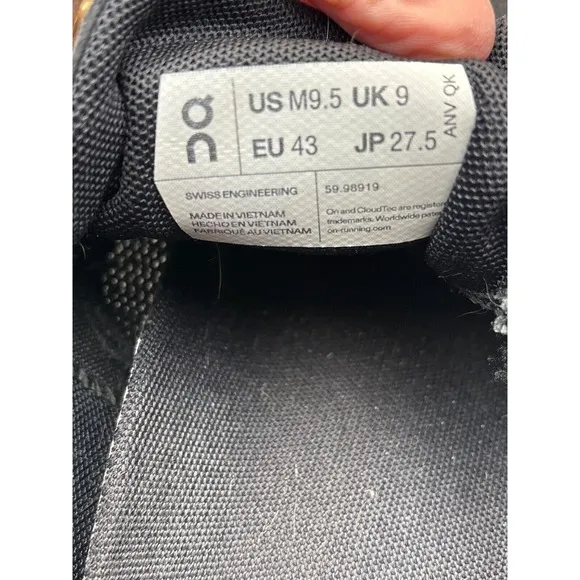 US M9.5 UK 9
EU 43 JP 27.5
ANV QK
SWISS ENGINEERING
59.98919
MADE IN VIETNAM
HECHO EN VIETNAM
FABRIQUÉ AU VIETNAM
On and CloudTec are register
trademarks. Worldwide pate
on-running.com